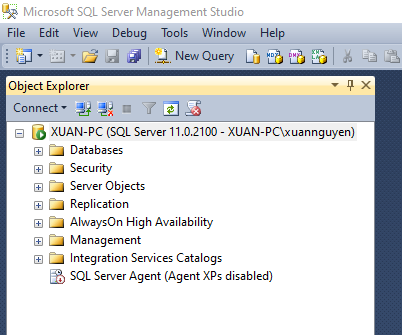 Microsoft SQL Server Management Studio
File Edit View Debug Tools Window Help
New Query
Object Explorer
Connect
XUAN-PC (SQL Server 11.0.2100 - XUAN-PC\xuannguyen)
Databases
Security
Server Objects
Replication
AlwaysOn High Availability
Management
Integration Services Catalogs
SQL Server Agent (Agent XPs disabled)